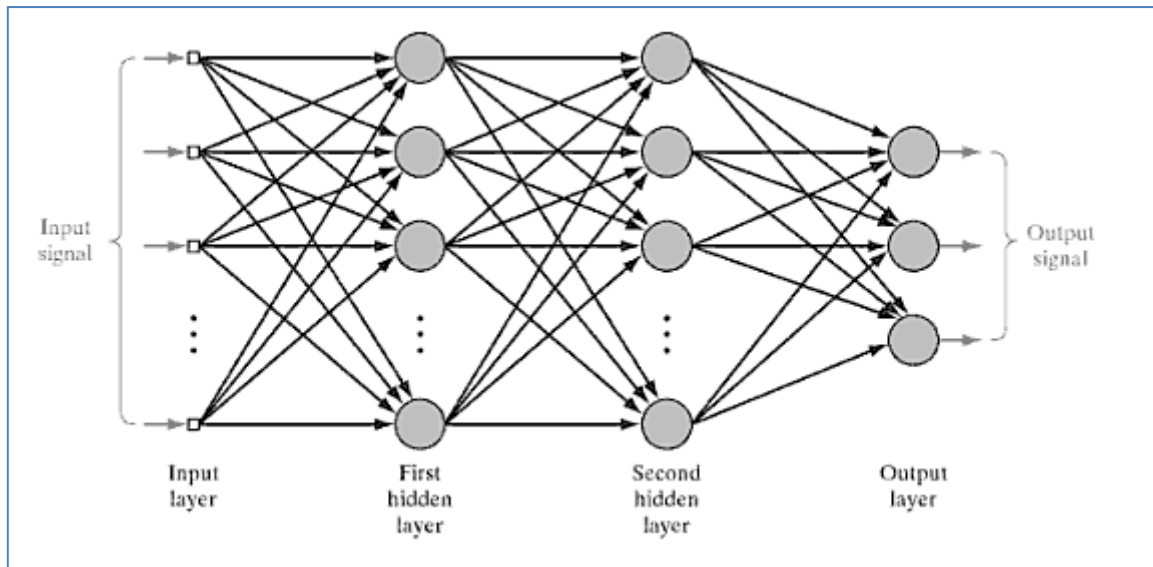 Input
signal
Output
signal
Input
layer
First
hidden
layer
Second
hidden
layer
Output
layer